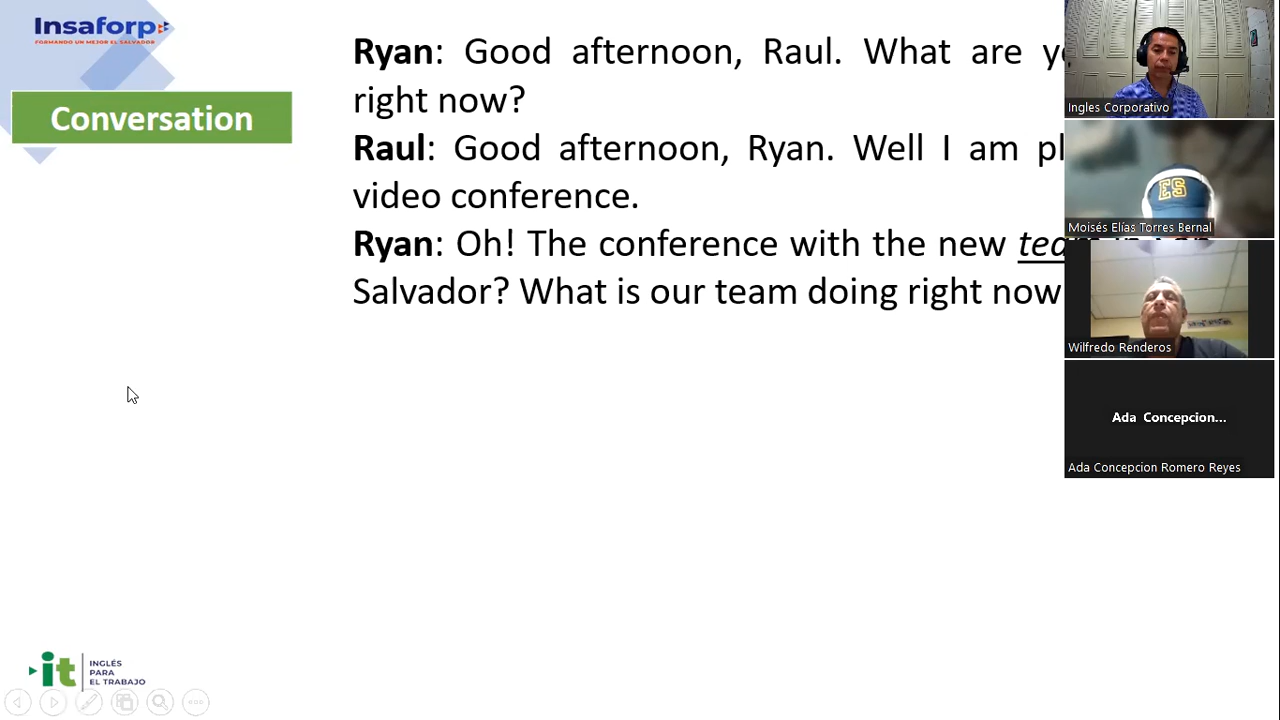 Insaforp
FORMANDO UN MEJOR EL SALVADOR
Conversation
Ryan: Good afternoon, Raul. What are
right now?
Raul: Good afternoon, Ryan. Well I am
video conference.
Ryan: Oh! The conference with the new
Salvador? What is our team doing right now
it
INGLÉS
PARA
EL TRABAJO
Ingles Corporativo
ES
Moisés Elías Torres Bernal
Wilfredo Renderos
Ada Concepcion...
Ada Concepcion Romero Reyes